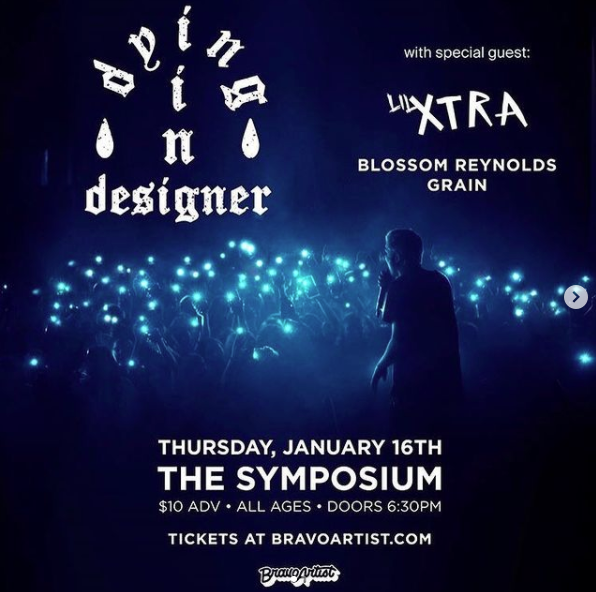 dying
in
designer
with special guest:
LIL XTRA
BLOSSOM REYNOLDS
GRAIN
THURSDAY, JANUARY 16TH
THE SYMPOSIUM
$10 ADV • ALL AGES • DOORS 6:30PM
TICKETS AT BRAVOARTIST.COM
BravoArtist